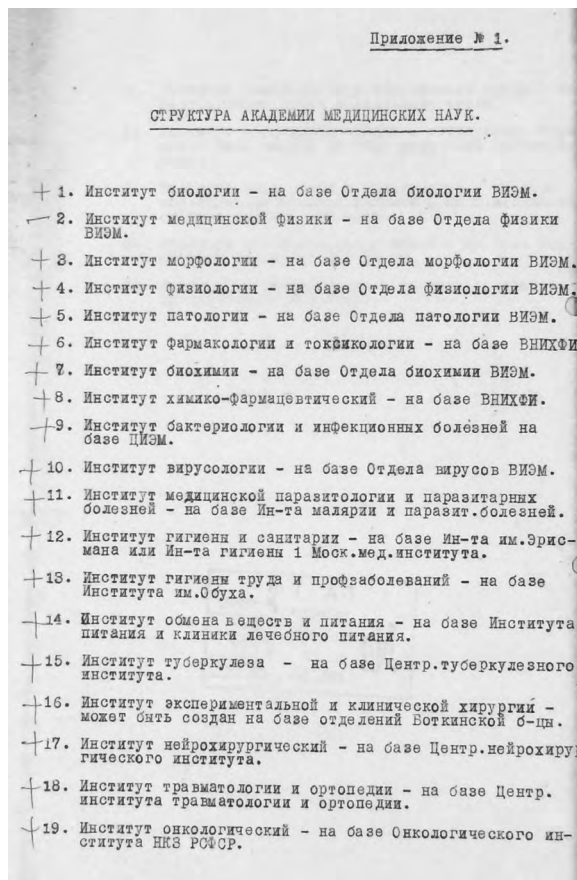 Приложение № 1.
СТРУКТУРА АКАДЕМИИ МЕДИЦИНСКИХ НАУК.
1. Институт биологии - на базе Отдела биологии ВИЭМ.
2. Институт медицинской физики - на базе Отдела физики
ВИЭМ.
3. Институт морфологии - на базе Отдела морфологии ВИЭМ.
4. Институт физиологии - на базе Отдела физиологии ВИЭМ.
5. Институт патологии - на базе Отдела патологии ВИЭМ.
6. Институт фармакологии и токсикологии - на базе ВНИХФИ
7. Институт биохимии - на базе Отдела биохимии ВИЭМ.
8. Институт химико-фармацевтический - на базе ВНИХФИ.
9. Институт бактериологии и инфекционных болезней на
базе ЦИЭМ.
10. Институт вирусологии - на базе Отдела вирусов ВИЭМ.
11. Институт медицинской паразитологии и паразитарных
болезней - на базе Ин-та малярии и паразит.болезней.
12. Институт гигиены и санитарии - на базе Ин-та им.Эрис-
мана или Ин-та гигиены 1 Моск.мед.института.
13. Институт гигиены труда и профзаболеваний - на базе
Института им.Обуха.
14. Институт обмена веществ и питания - на базе Института
питания и клиники лечебного питания.
15. Институт туберкулеза - на базе Центр.туберкулезного
института.
16. Институт экспериментальной и клинической хирургии -
может быть создан на базе отделений Боткинской б-цы.
17. Институт нейрохирургический - на базе Центр.нейрохирур
гического института.
18. Институт травматологии и ортопедии - на базе Центр.
института травматологии и ортопедии.
19. Институт онкологический - на базе Онкологического ин-
ститута НКЗ РСФСР.